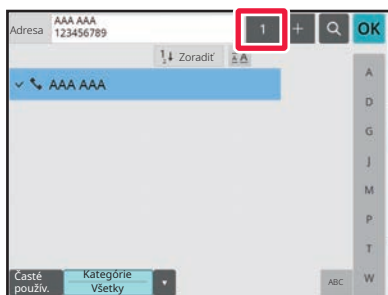 Adresa
AAA AAA
123456789
1
OK
Zoradiť
AAA AAA
A
D
G
J
M
P
T
W
Časté
použív.
Kategórie
Všetky
ABC